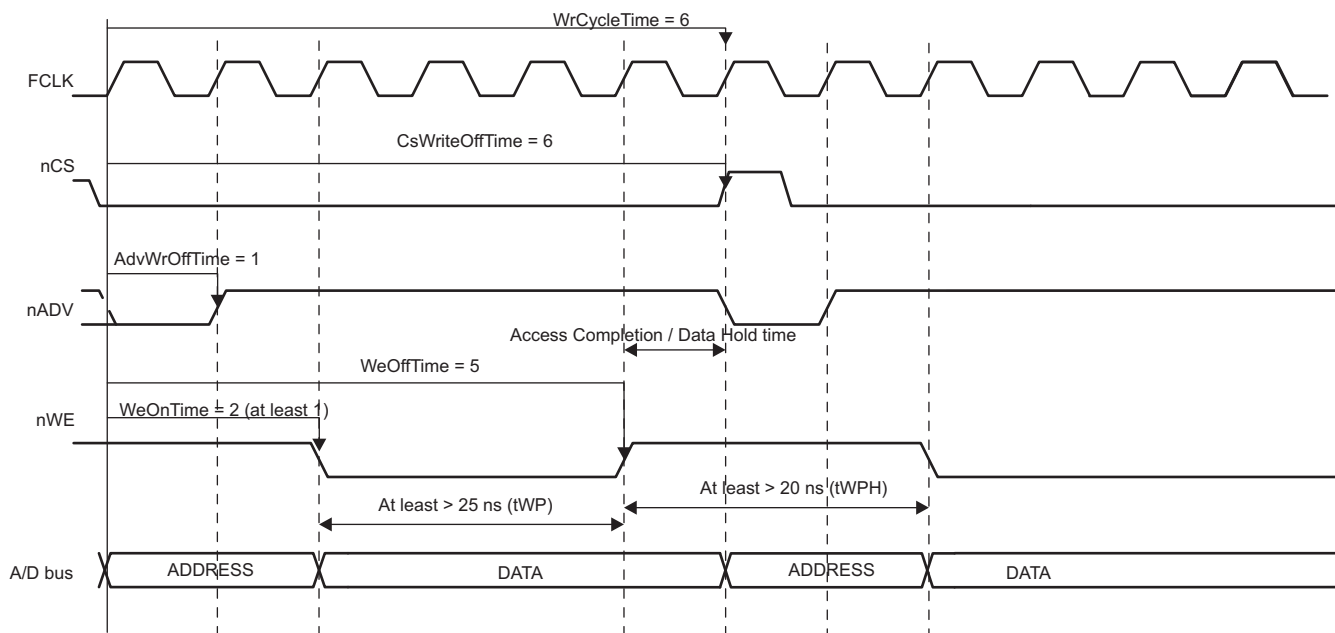 WrCycleTime = 6
FCLK
CsWriteOffTime = 6
nCS
AdvWrOffTime = 1
nADV
Access Completion / Data Hold time
WeOffTime = 5
WeOnTime = 2 (at least 1)
nWE
At least > 25 ns (tWP)
At least > 20 ns (tWPH)
A/D bus
ADDRESS
DATA
ADDRESS
DATA